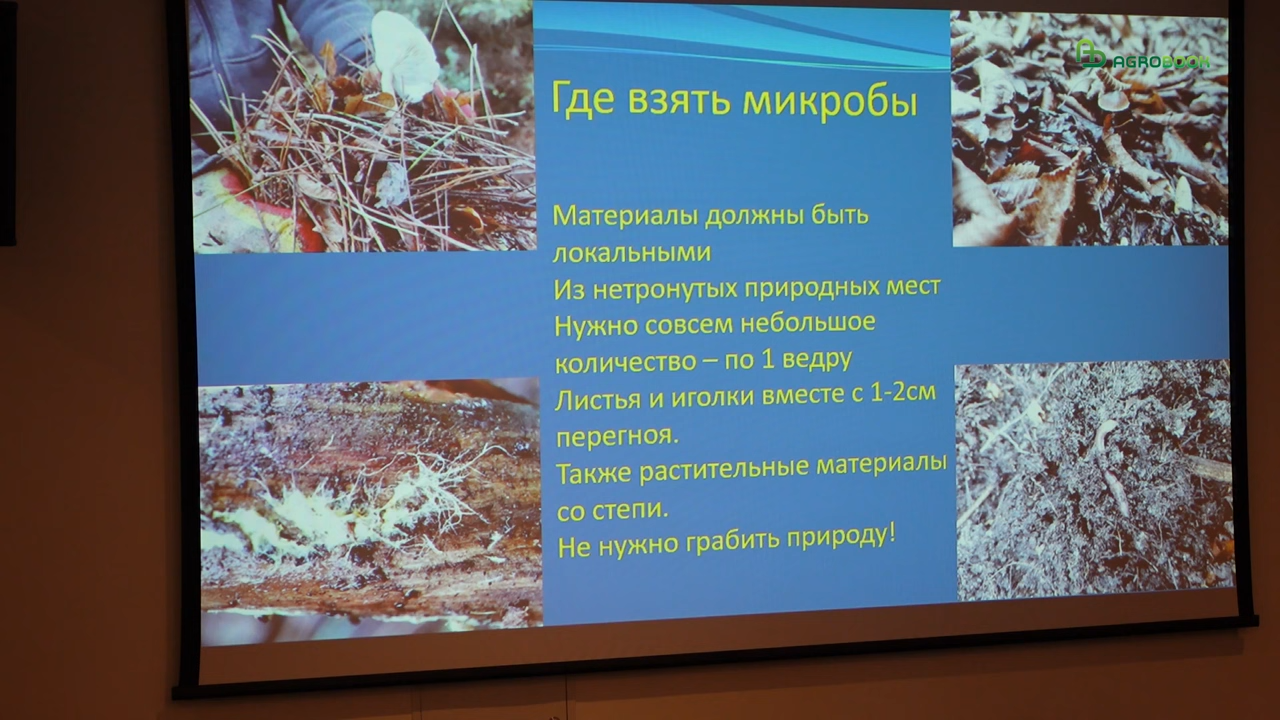 AGROBOOK
Где взять микробы
Материалы должны быть
локальными
Из нетронутых природных мест
Нужно совсем небольшое
количество – по 1 ведру
Листья и иголки вместе с 1-2см
перегноя.
Также растительные материалы
со степи.
Не нужно грабить природу!